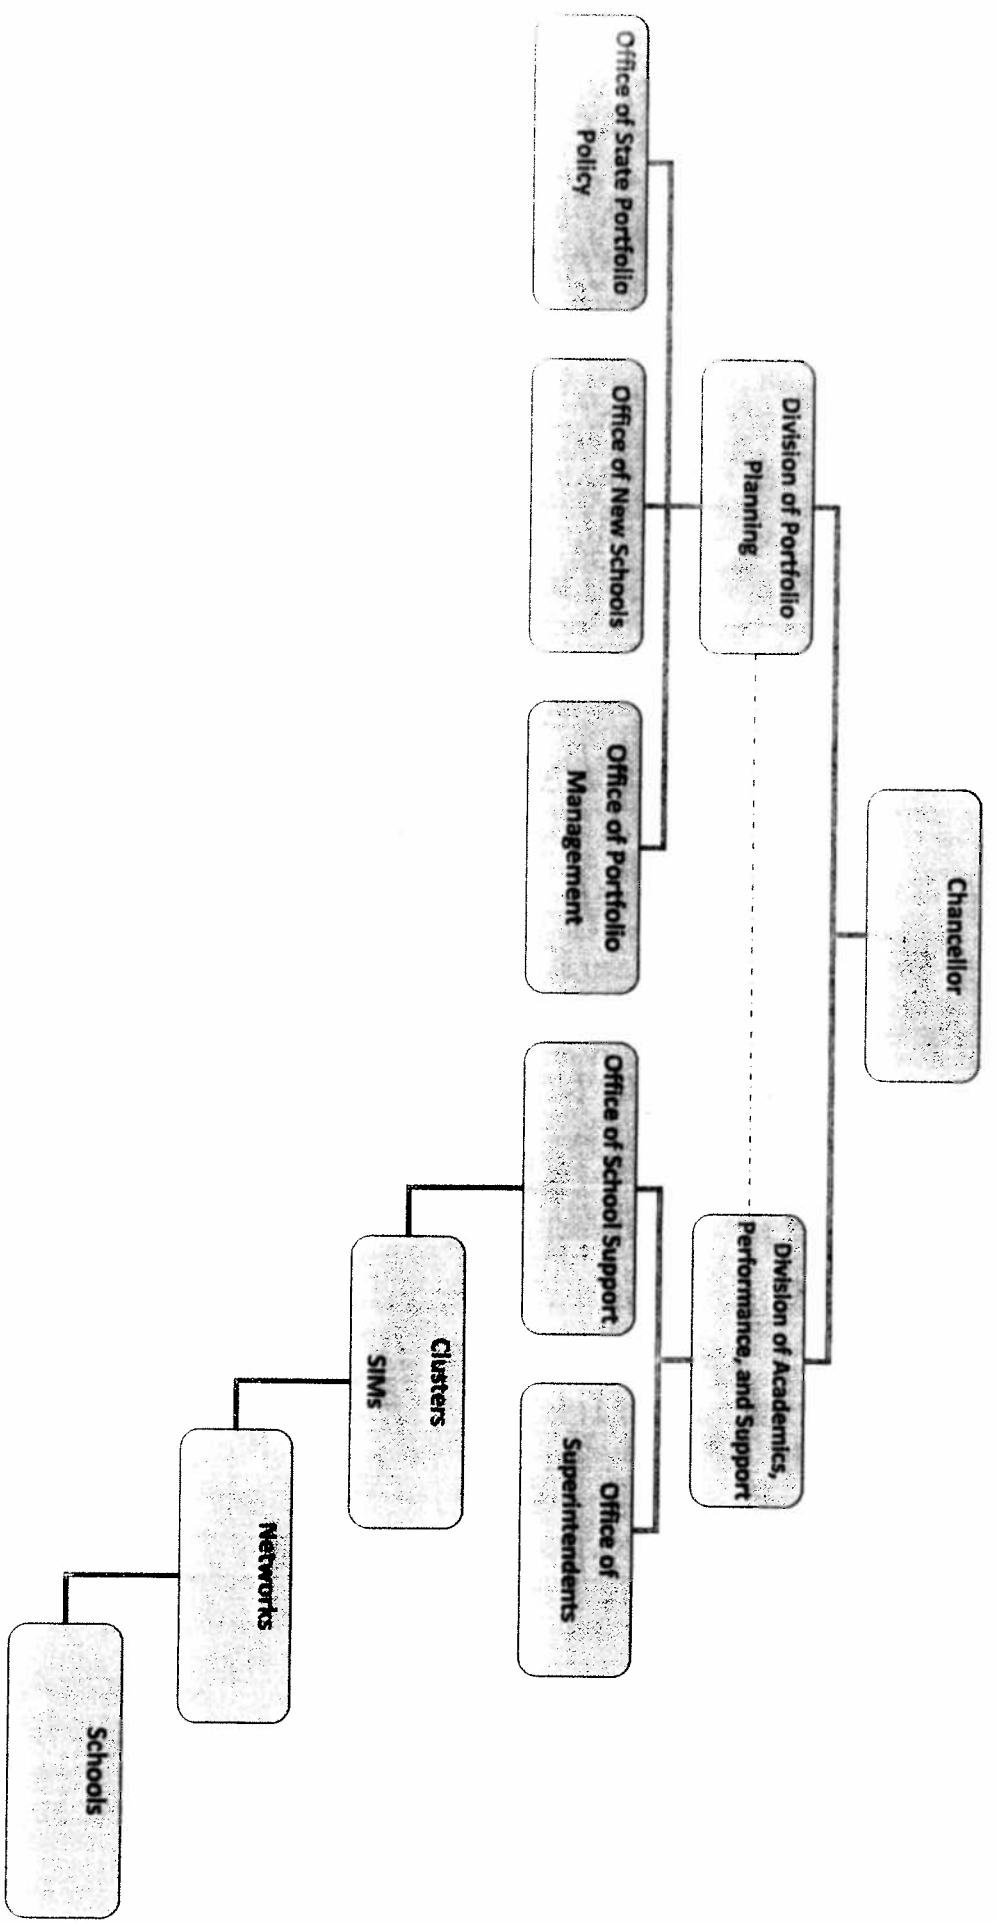 Chancellor
Division of Portfolio
Planning
Division of Academics,
Performance, and Support
Office of State Portfolio
Policy
Office of New Schools
Office of Portfolio
Management
Office of School Support
Office of
Superintendents
Clusters
SIMs
Networks
Schools